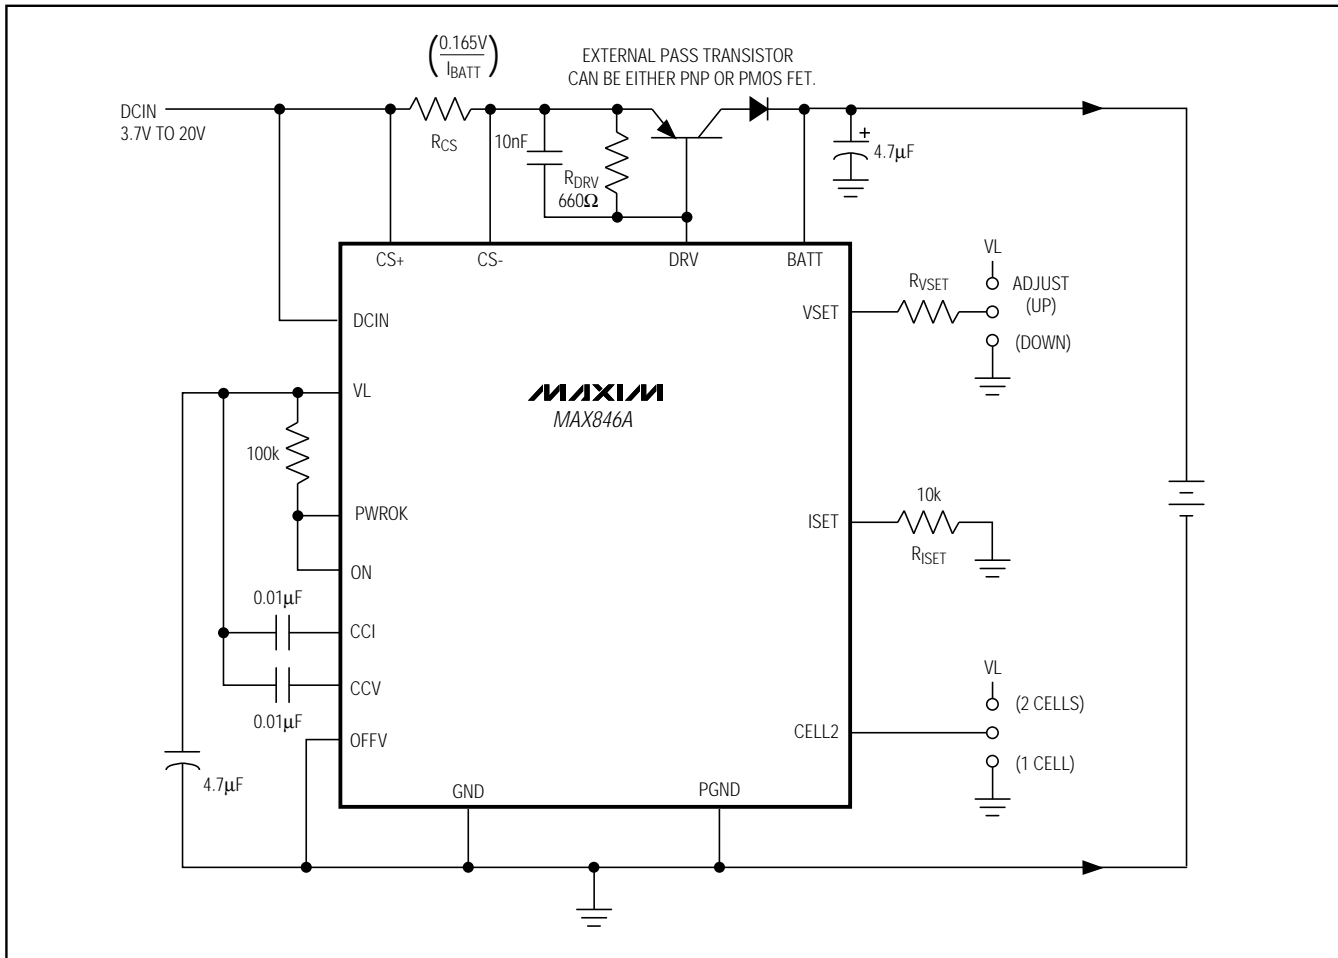 (0.165V
IBATT)
EXTERNAL PASS TRANSISTOR
CAN BE EITHER PNP OR PMOS FET.
DCIN
3.7V TO 20V
RCS
10nF
RDRV
660Ω
+
4.7µF
CS+
CS-
DRV
BATT
VL
RVSET
ADJUST
(UP)
(DOWN)
DCIN
VSET
VL
MAXIM
MAX846A
100k
PWROK
ISET
10k
RISET
ON
0.01µF
CCI
CCV
0.01µF
OFFV
VL
(2 CELLS)
CELL2
(1 CELL)
4.7µF
GND
PGND